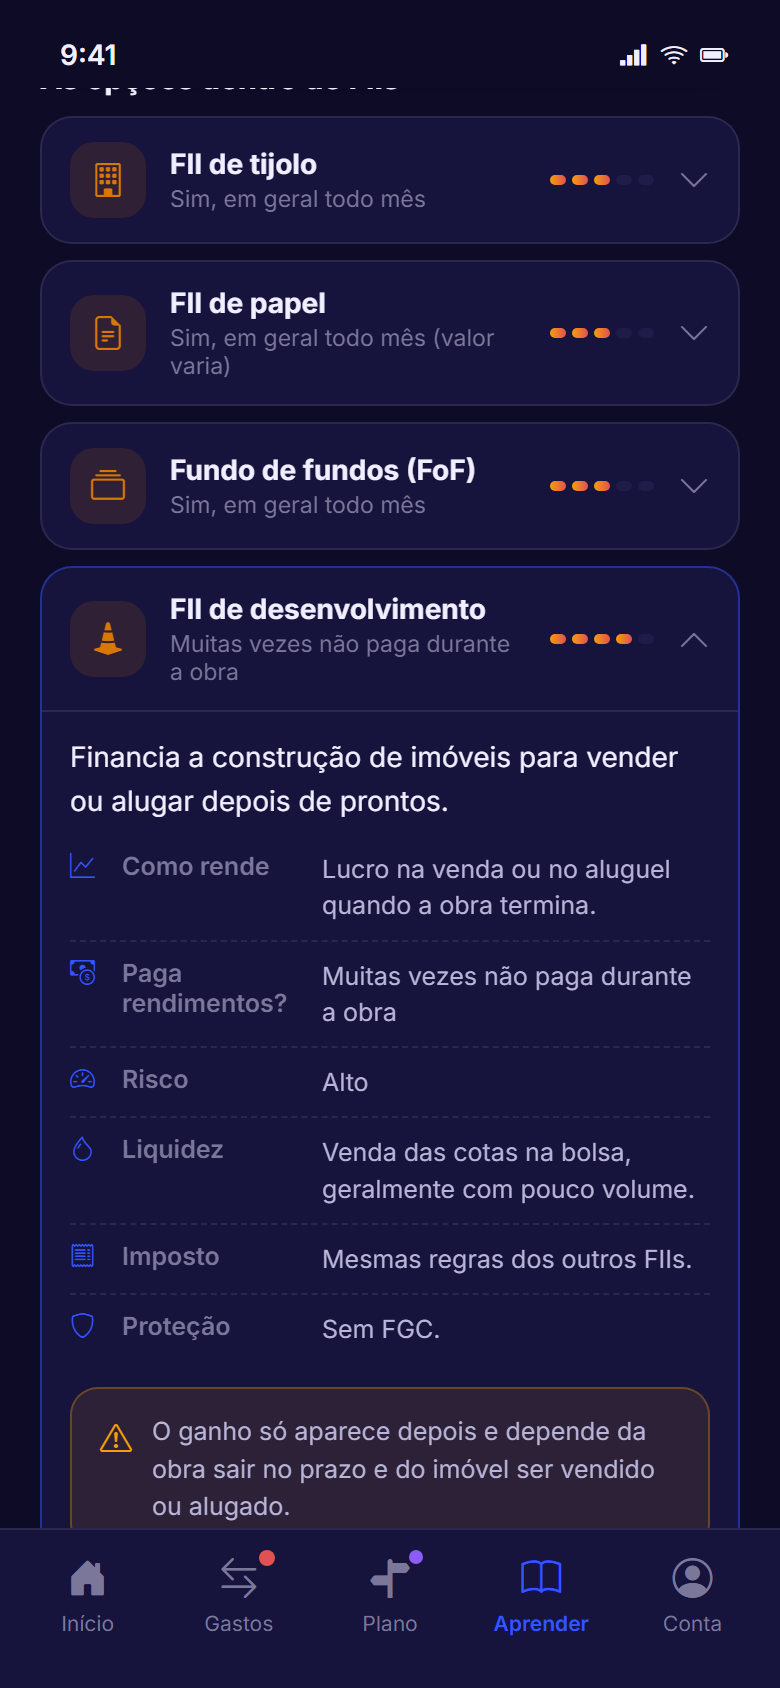 9:41
FII de tijolo
Sim, em geral todo mês
FII de papel
Sim, em geral todo mês (valor
varia)
Fundo de fundos (FoF)
Sim, em geral todo mês
FII de desenvolvimento
Muitas vezes não paga durante
a obra
Financia a construção de imóveis para vender
ou alugar depois de prontos.
Como rende
Lucro na venda ou no aluguel
quando a obra termina.
Paga
rendimentos?
Muitas vezes não paga durante
a obra
Risco
Alto
Liquidez
Venda das cotas na bolsa,
geralmente com pouco volume.
Imposto
Mesmas regras dos outros FIIs.
Proteção
Sem FGC.
O ganho só aparece depois e depende da
obra sair no prazo e do imóvel ser vendido
ou alugado.
Início
Gastos
Plano
Aprender
Conta